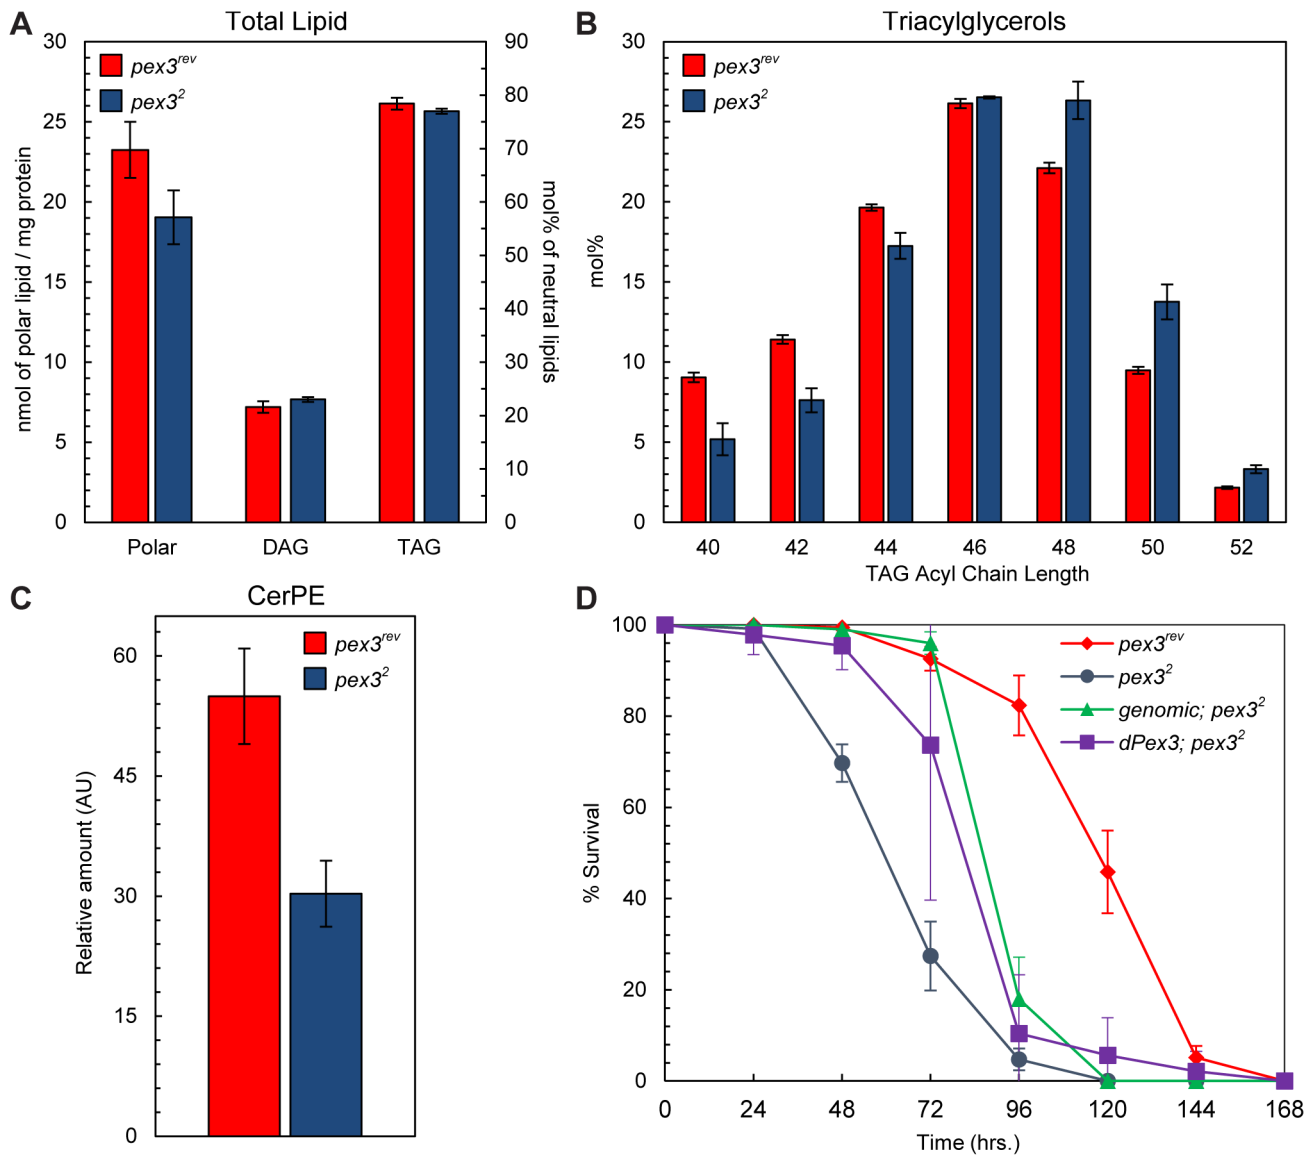 A
Total Lipid
30
25
20
15
10
5
0
nmol of polar lipid / mg protein
pex3rev
pex32
90
80
70
60
50
40
30
20
10
0
mol% of neutral lipids
Polar DAG TAG
B
Triacylglycerols
30
25
20
15
10
5
0
mol%
pex3rev
pex32
40 42 44 46 48 50 52
TAG Acyl Chain Length
C
CerPE
60
45
30
15
0
Relative amount (AU)
pex3rev
pex32
D
100
80
60
40
20
0
% Survival
pex3rev
pex32
genomic; pex32
dPex3; pex32
0 24 48 72 96 120 144 168
Time (hrs.)